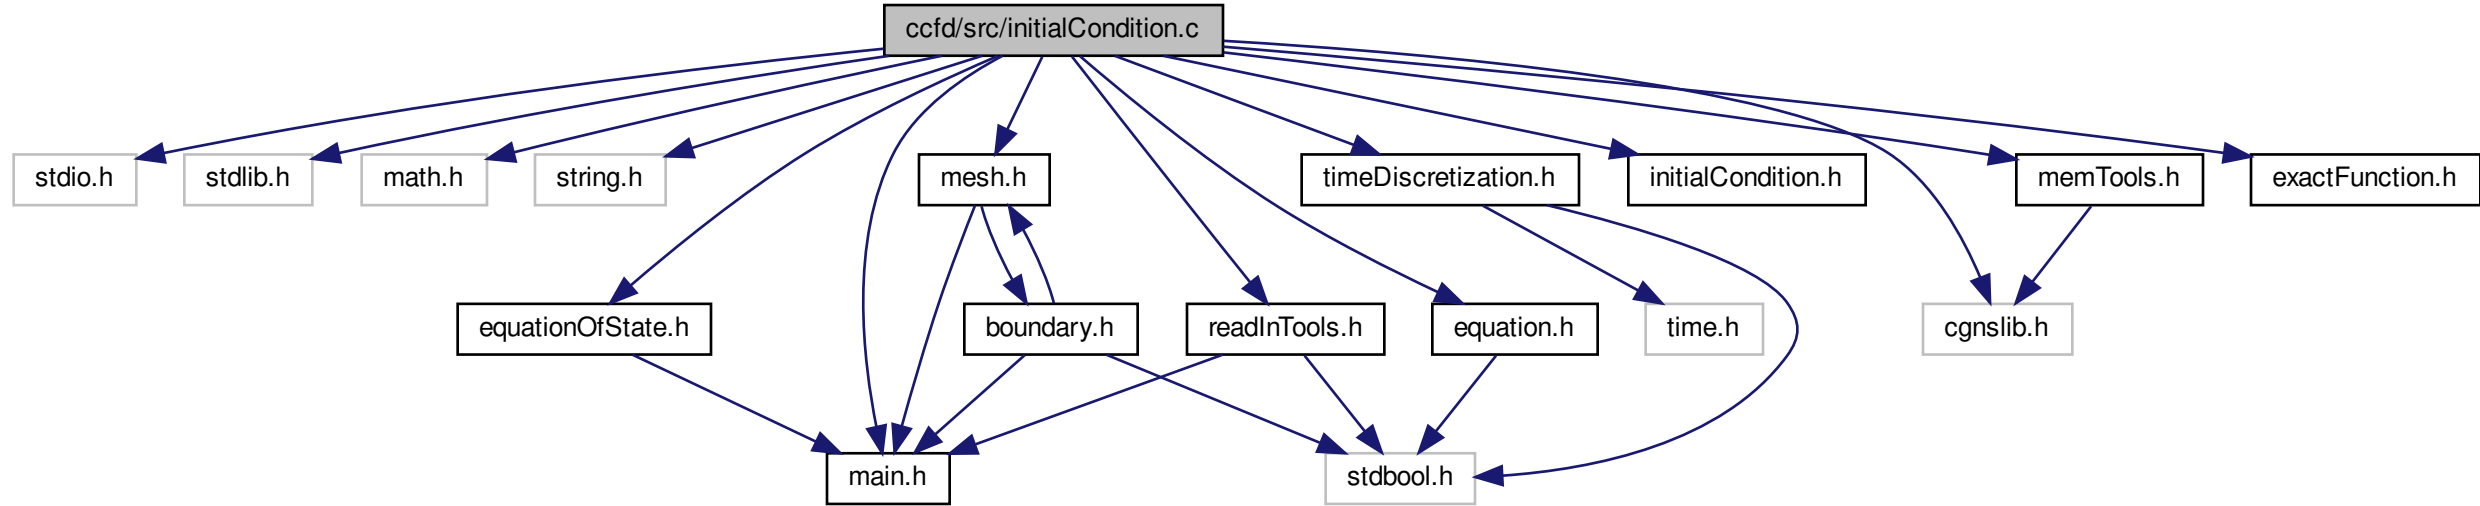 ccfd/src/initialCondition.c
stdio.h
stdlib.h
math.h
string.h
mesh.h
timeDiscretization.h
initialCondition.h
memTools.h
exactFunction.h
equationOfState.h
boundary.h
readInTools.h
equation.h
time.h
cgnslib.h
main.h
stdbool.h